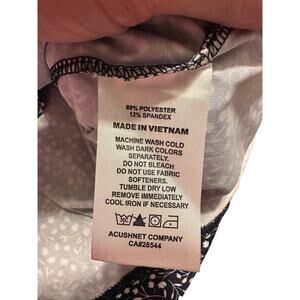 88% POLYESTER
12% SPANDEX
MADE IN VIETNAM
MACHINE WASH COLD
WASH DARK COLORS
SEPARATELY.
DO NOT BLEACH
DO NOT USE FABRIC
SOFTENERS.
TUMBLE DRY LOW
REMOVE IMMEDIATELY
COOL IRON IF NECESSARY
ACUSHNET COMPANY
CA#28544